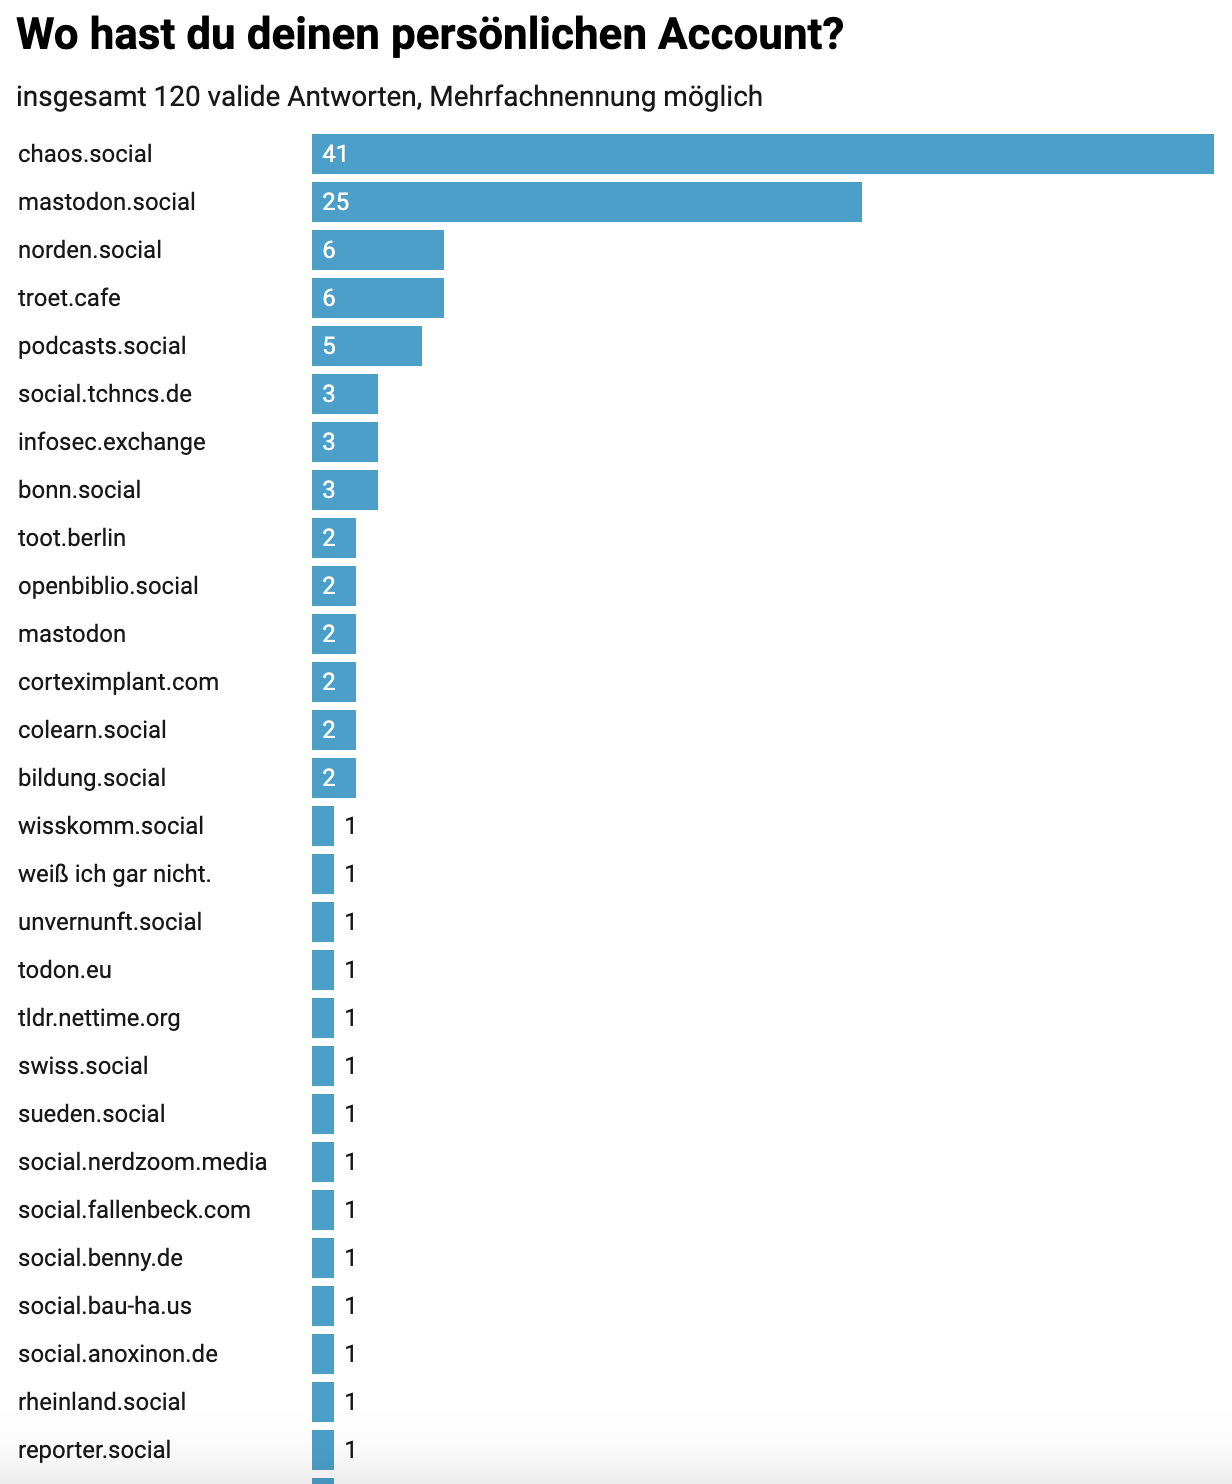 Wo hast du deinen persönlichen Account?
insgesamt 120 valide Antworten, Mehrfachnennung möglich
chaos.social 41
mastodon.social 25
norden.social 6
troet.cafe 6
podcasts.social 5
social.tchncs.de 3
infosec.exchange 3
bonn.social 3
toot.berlin 2
openbiblio.social 2
mastodon 2
corteximplant.com 2
colearn.social 2
bildung.social 2
wisskomm.social 1
weiß ich gar nicht. 1
unvernunft.social 1
todon.eu 1
tldr.nettime.org 1
swiss.social 1
sueden.social 1
social.nerdzoom.media 1
social.fallenbeck.com 1
social.benny.de 1
social.bau-ha.us 1
social.anoxinon.de 1
rheinland.social 1
reporter.social 1